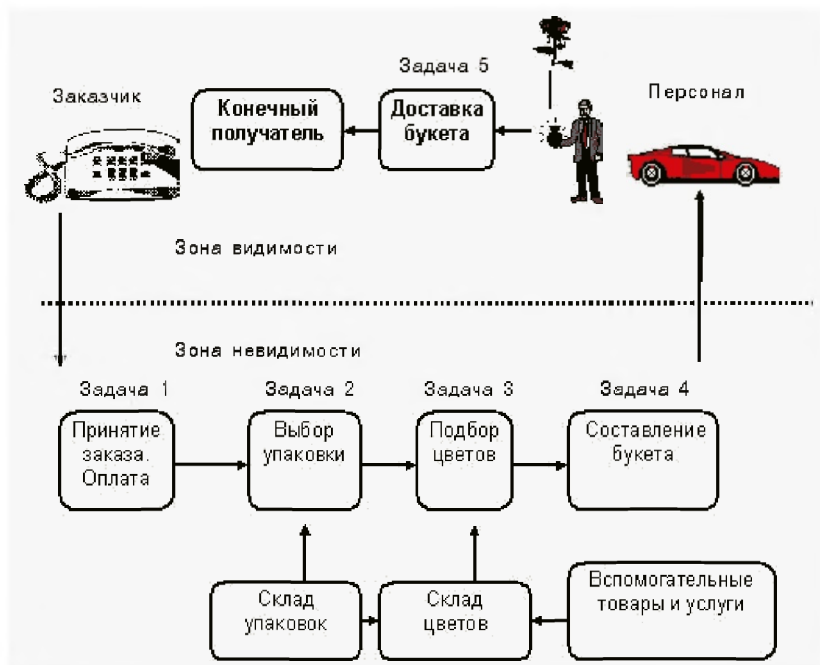 Задача 5
Заказчик
Персонал
Конечный
получатель
Доставка
букета
Зона видимости
Зона невидимости
Задача 1
Задача 2
Задача 3
Задача 4
Принятие
заказа.
Оплата
Выбор
упаковки
Подбор
цветов
Составление
букета
Склад
упаковок
Склад
цветов
Вспомогательные
товары и услуги